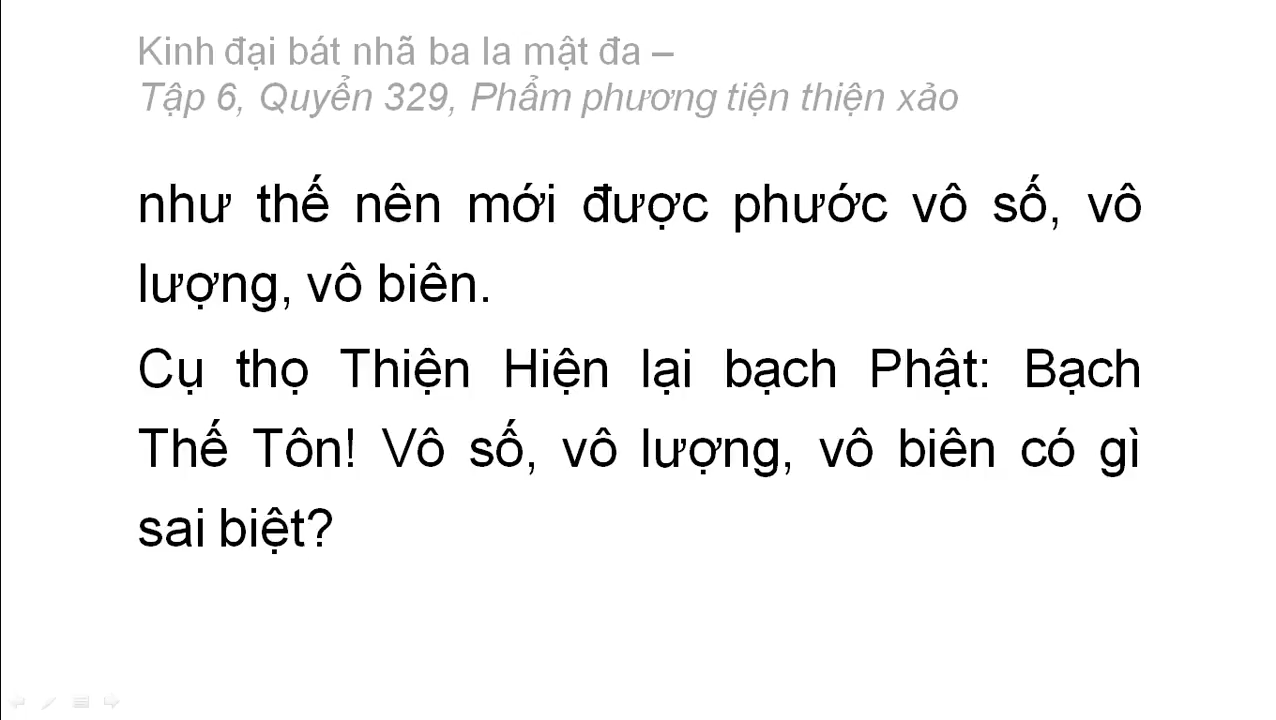 Kinh đại bát nhã ba la mật đa –
Tập 6, Quyển 329, Phẩm phương tiện thiện xảo
như thế nên mới được phước vô số, vô
lượng, vô biên.
Cụ thọ Thiện Hiện lại bạch Phật: Bạch
Thế Tôn! Vô số, vô lượng, vô biên có gì
sai biệt?